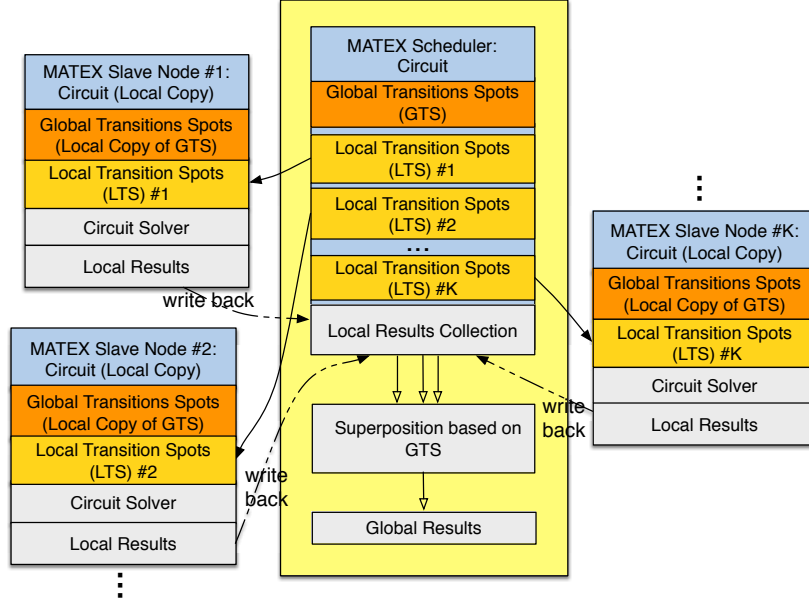 MATEX Slave Node #1:
Circuit (Local Copy)
Global Transitions Spots
(Local Copy of GTS)
Local Transition Spots
(LTS) #1
Circuit Solver
Local Results
write back
MATEX Slave Node #2:
Circuit (Local Copy)
Global Transitions Spots
(Local Copy of GTS)
Local Transition Spots
(LTS) #2
Circuit Solver
Local Results
write
back
MATEX Scheduler:
Circuit
Global Transitions Spots
(GTS)
Local Transition Spots
(LTS) #1
Local Transition Spots
(LTS) #2
...
Local Transition Spots
(LTS) #K
Local Results Collection
Superposition based on
GTS
Global Results
MATEX Slave Node #K:
Circuit (Local Copy)
Global Transitions Spots
(Local Copy of GTS)
Local Transition Spots
(LTS) #K
Circuit Solver
Local Results
write
back